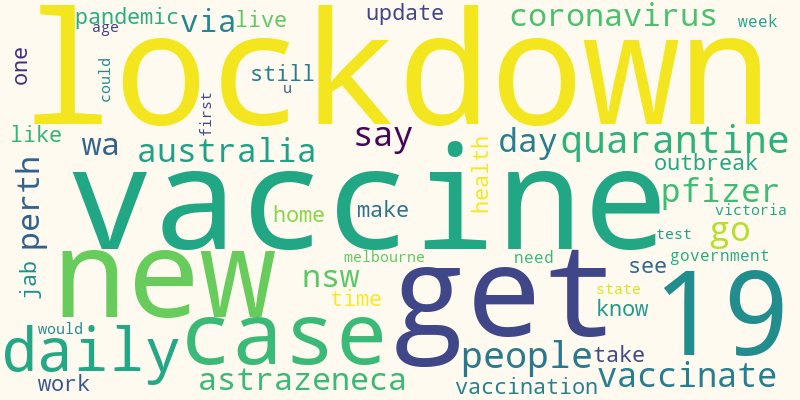 pandemic
age
via
live
update
coronavirus
week
lockdown
one
could
still
u
first
like
wa
australia
say
day
quarantine
health
outbreak
vaccine
pfizer
perth
home
make
victoria
go
test
jab
new
melbourne
need
see
government
nsw
get
19
time
state
know
would
daily
case
people
take
work
astrazeneca
vaccination
vaccinate